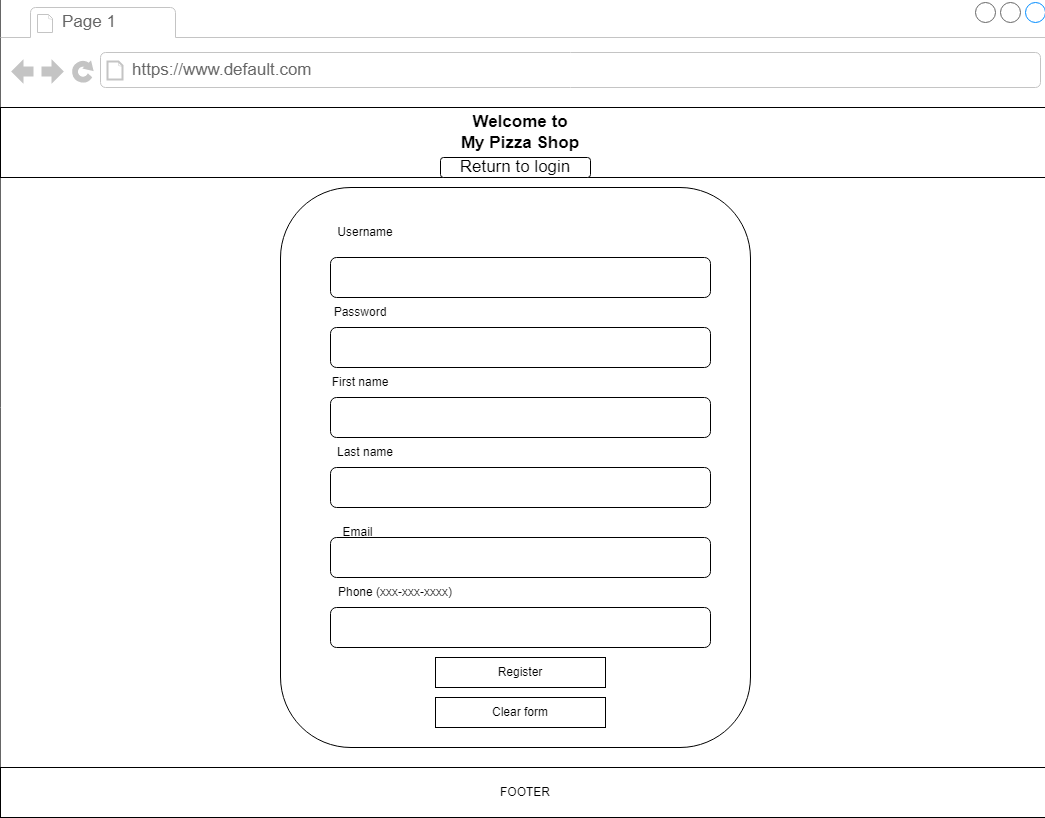 Page 1
https://www.default.com
Welcome to
My Pizza Shop
Return to login
Username
Password
First name
Last name
Email
Phone (xxx-xxx-xxxx)
Register
Clear form
FOOTER